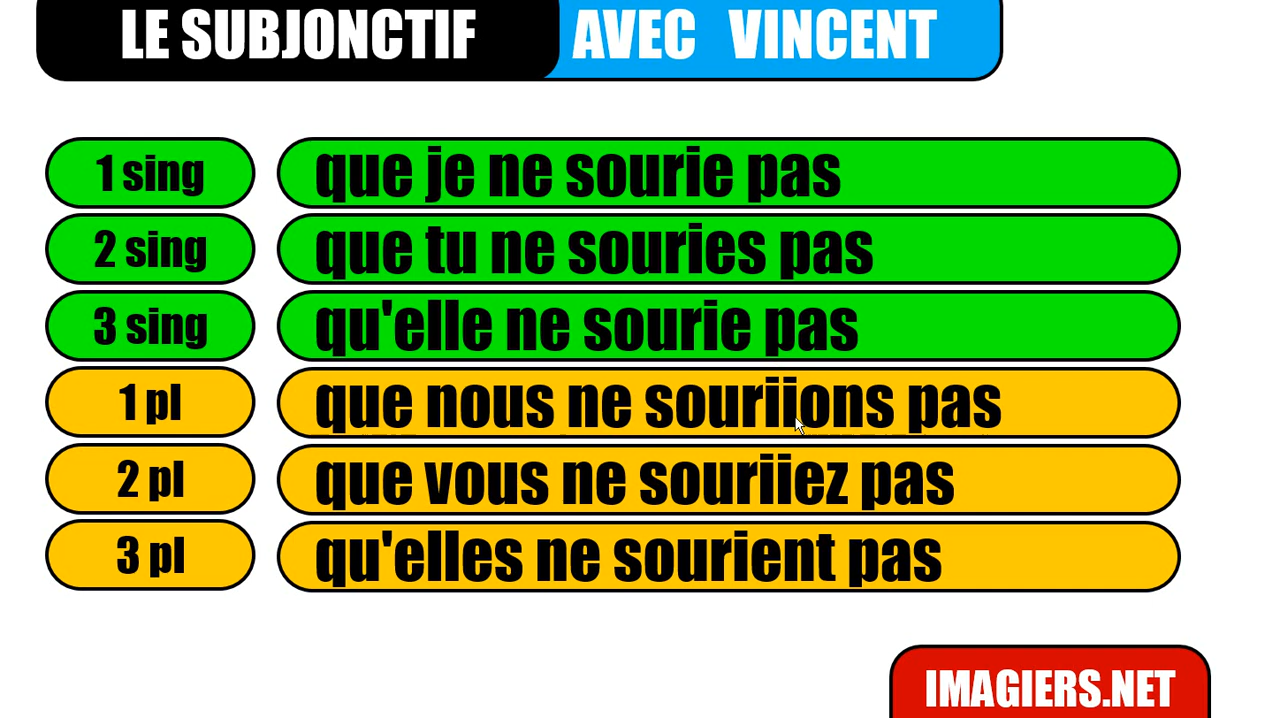 LE SUBJONCTIF AVEC VINCENT
1 sing que je ne sourie pas
2 sing que tu ne souries pas
3 sing qu'elle ne sourie pas
1 pl que nous ne souriions pas
2 pl que vous ne souriiez pas
3 pl qu'elles ne sourient pas
IMAGIERS.NET